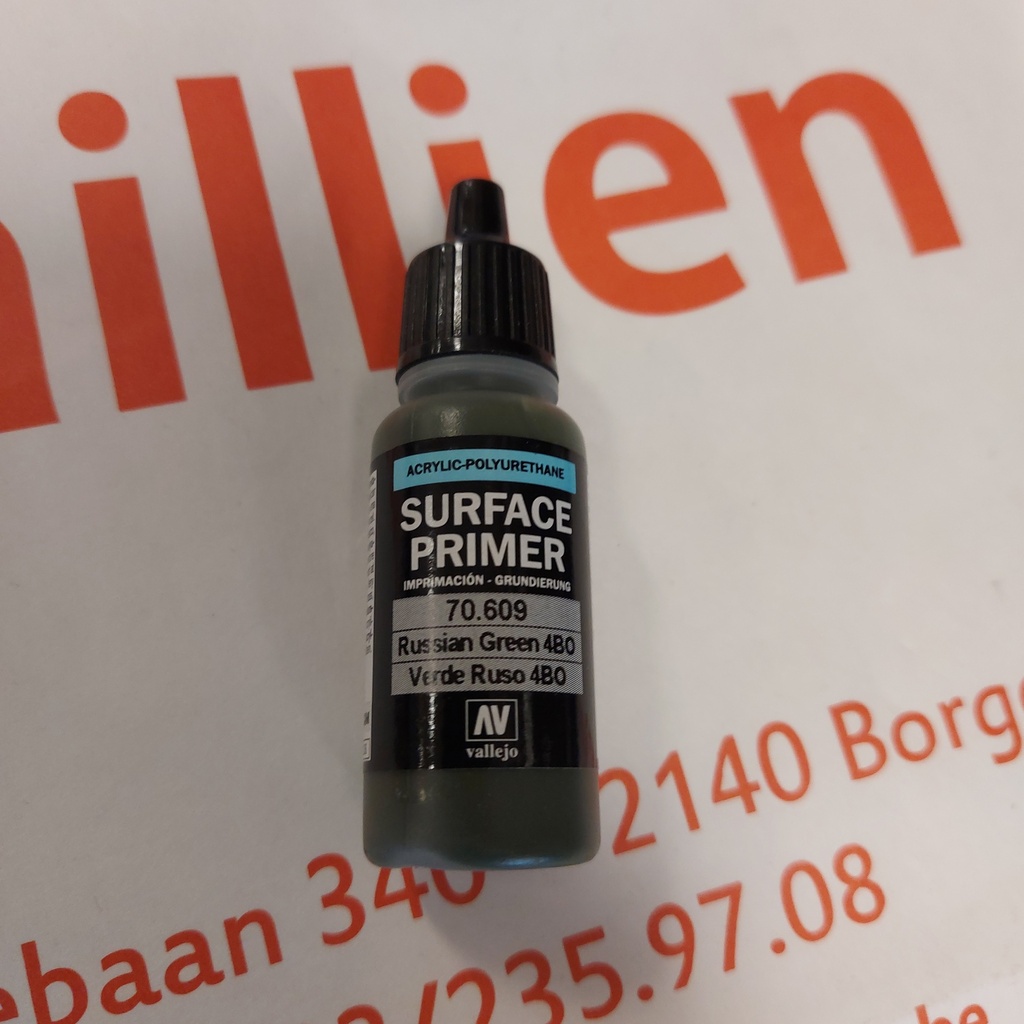 illien
ACRYLIC-POLYURETHANE
SURFACE
PRIMER
IMPRIMACIÓN - GRUNDIERUNG
70.609
Russian Green 4BO
Verde Ruso 4BO
AV
vallejo
ebaan 340 2140 Borg
/235.97.08
be